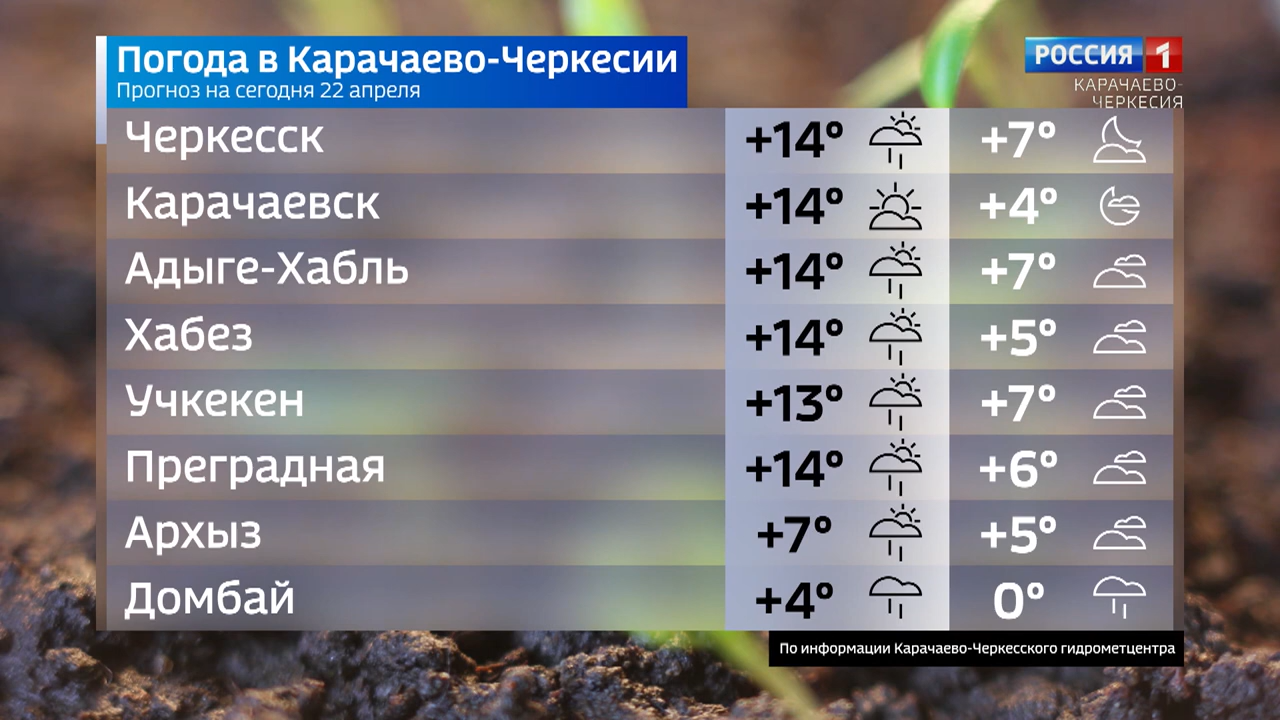 Погода в Карачаево-Черкесии
Прогноз на сегодня 22 апреля
РОССИЯ 1
КАРАЧАЕВО-
ЧЕРКЕСИЯ
Черкесск +14° +7°
Карачаевск +14° +4°
Адыге-Хабль +14° +7°
Хабез +14° +5°
Учкекен +13° +7°
Преградная +14° +6°
Архыз +7° +5°
Домбай +4° 0°
По информации Карачаево-Черкесского гидрометцентра